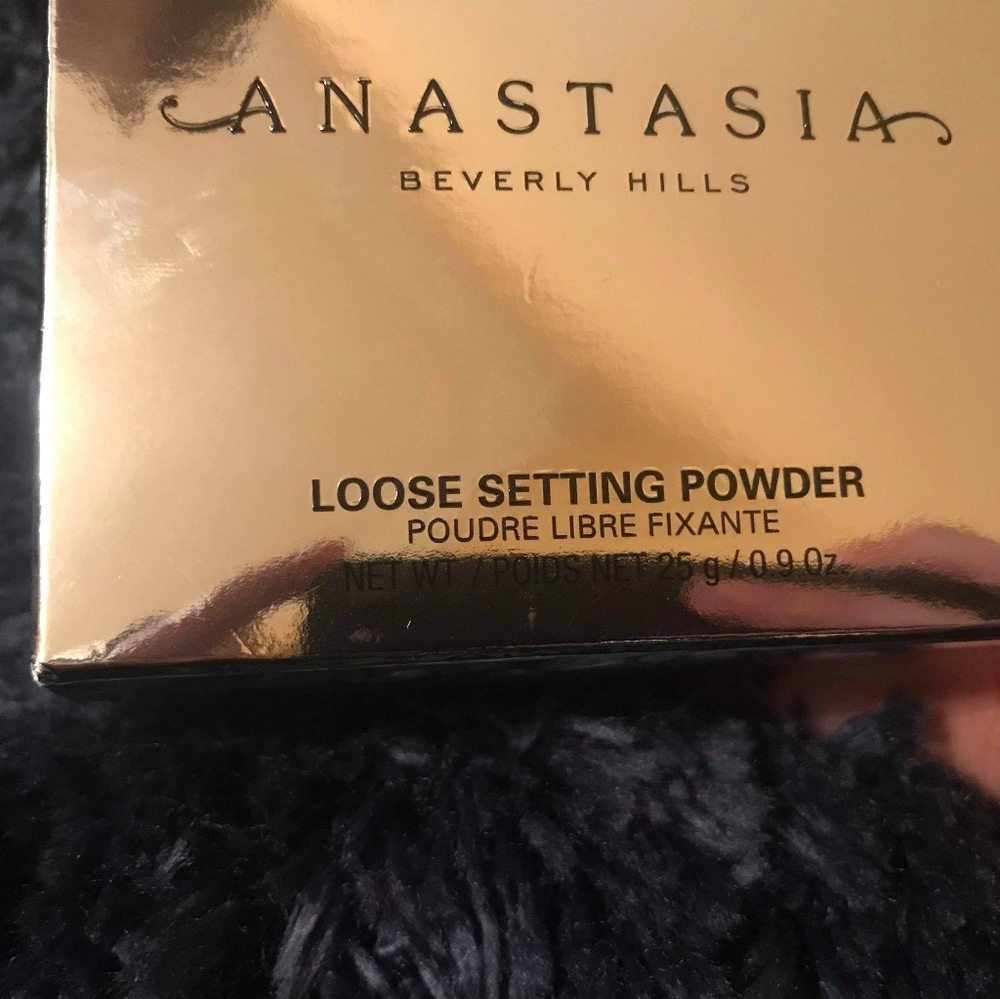 ANASTASIA
BEVERLY HILLS
LOOSE SETTING POWDER
POUDRE LIBRE FIXANTE
NET WT / POIDS NET 25 g / 0.9 Oz